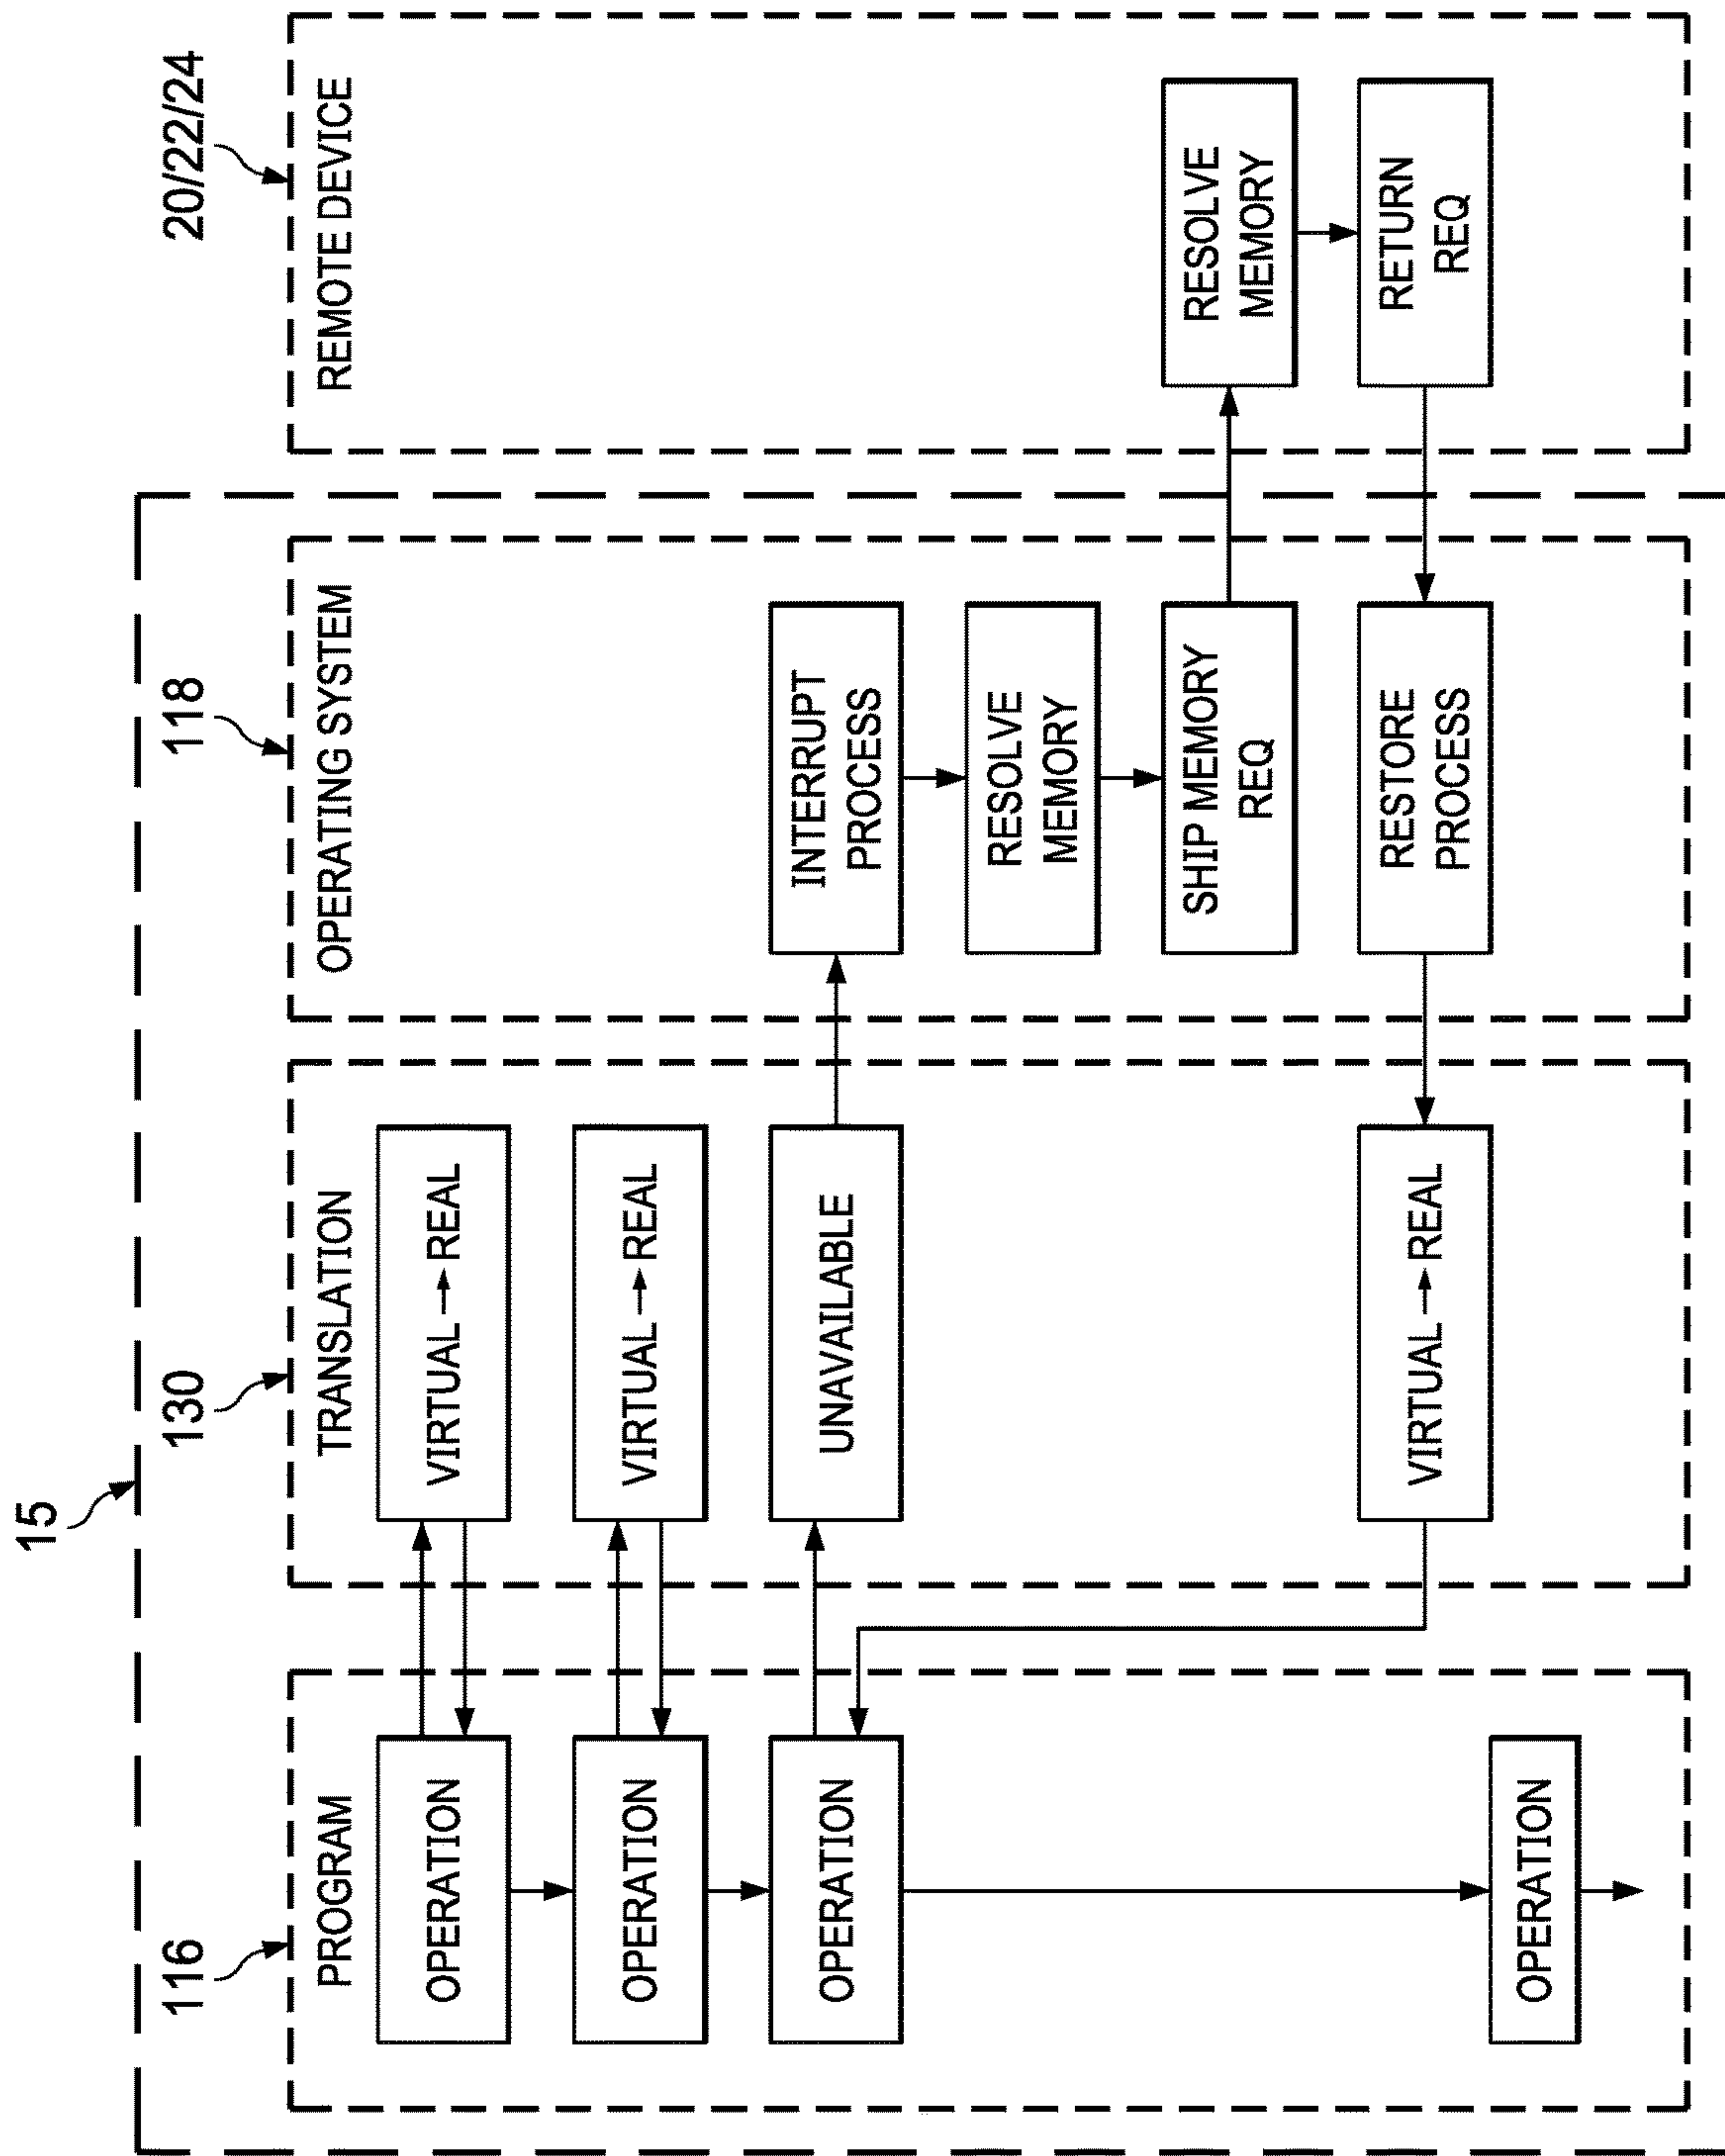 15
116
130
118
20/22/24
PROGRAM
TRANSLATION
OPERATING SYSTEM
REMOTE DEVICE
OPERATION
VIRTUAL → REAL
OPERATION
VIRTUAL → REAL
OPERATION
UNAVAILABLE
INTERRUPT
PROCESS
RESOLVE
MEMORY
SHIP MEMORY
REQ
RESOLVE
MEMORY
VIRTUAL → REAL
RESTORE
PROCESS
RETURN
REQ
OPERATION